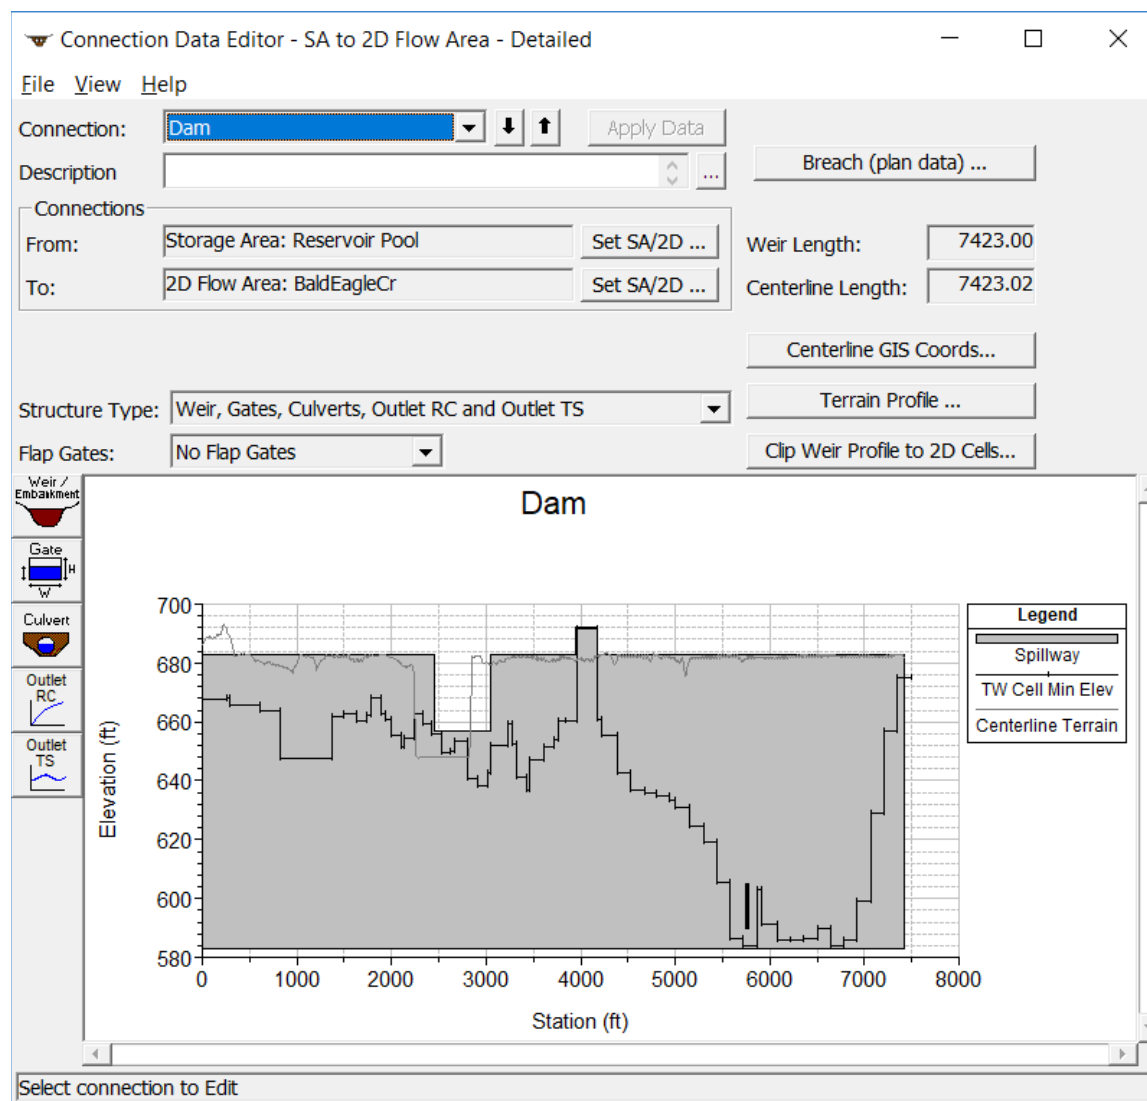 Connection Data Editor - SA to 2D Flow Area - Detailed
File View Help
Connection: Dam Apply Data
Description ... Breach (plan data) ...
Connections
From: Storage Area: Reservoir Pool Set SA/2D ... Weir Length: 7423.00
To: 2D Flow Area: BaldEagleCr Set SA/2D ... Centerline Length: 7423.02
Centerline GIS Coords...
Structure Type: Weir, Gates, Culverts, Outlet RC and Outlet TS Terrain Profile ...
Flap Gates: No Flap Gates Clip Weir Profile to 2D Cells...
Weir /
Embankment
Gate
H
W
Culvert
Outlet
RC
Outlet
TS
Dam
700
680
660
640
620
600
580
Elevation (ft)
0 1000 2000 3000 4000 5000 6000 7000 8000
Station (ft)
Legend
Spillway
TW Cell Min Elev
Centerline Terrain
Select connection to Edit